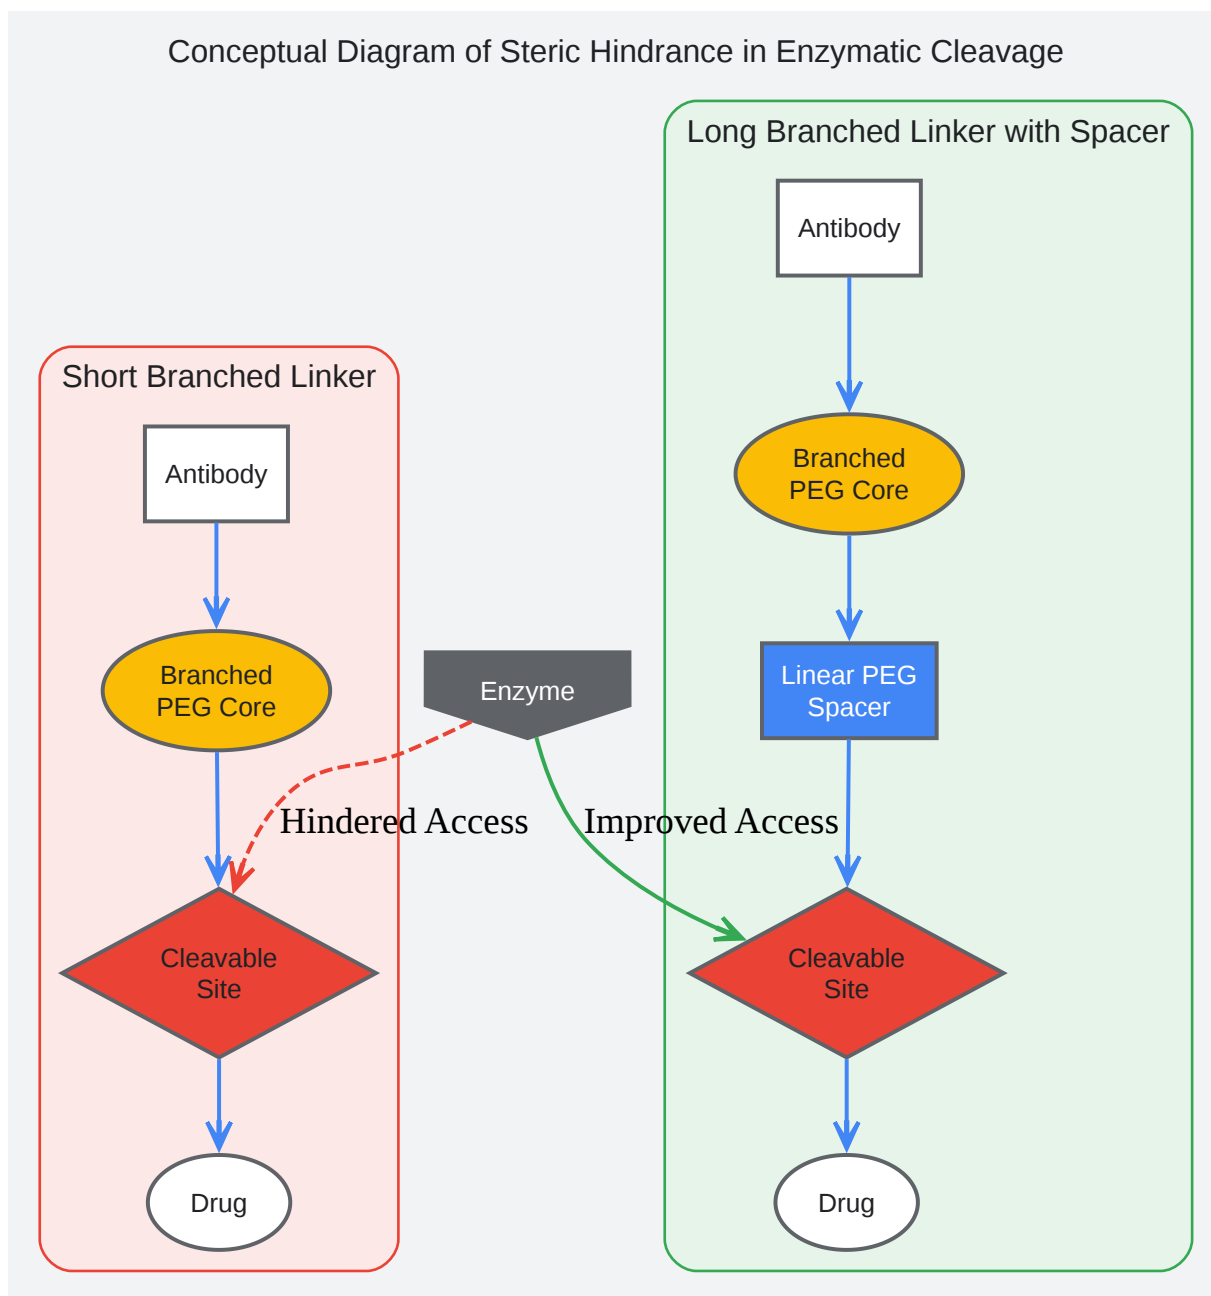 Conceptual Diagram of Steric Hindrance in Enzymatic Cleavage
Short Branched Linker
Antibody
Branched
PEG Core
Cleavable
Site
Drug
Enzyme
Hindered Access
Improved Access
Long Branched Linker with Spacer
Antibody
Branched
PEG Core
Linear PEG
Spacer
Cleavable
Site
Drug